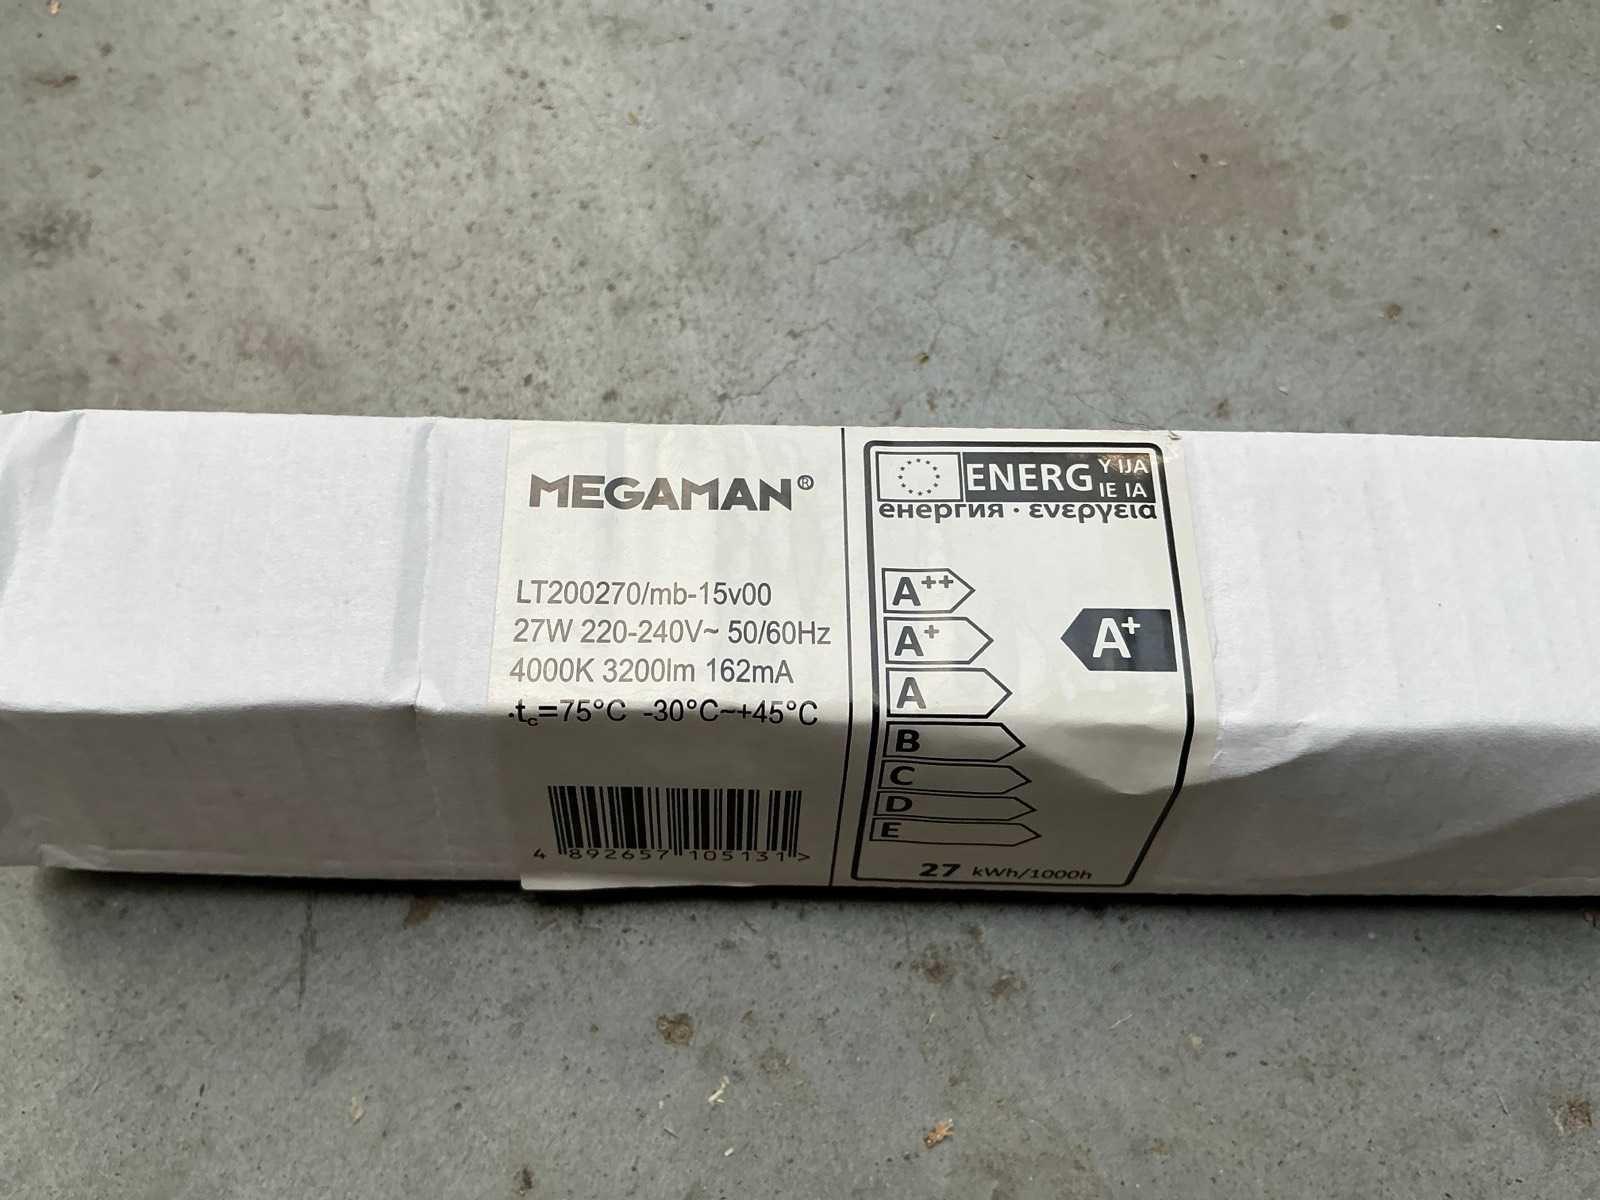 MEGAMAN®
LT200270/mb-15v00
27W 220-240V~ 50/60Hz
4000K 3200lm 162mA
·tc=75°C -30°C~+45°C
4 892657 105131 >
ENERG Y IJA
IE IA
енергия · ενεργεια
A++
A+
A+
A
B
C
D
E
27 kWh/1000h